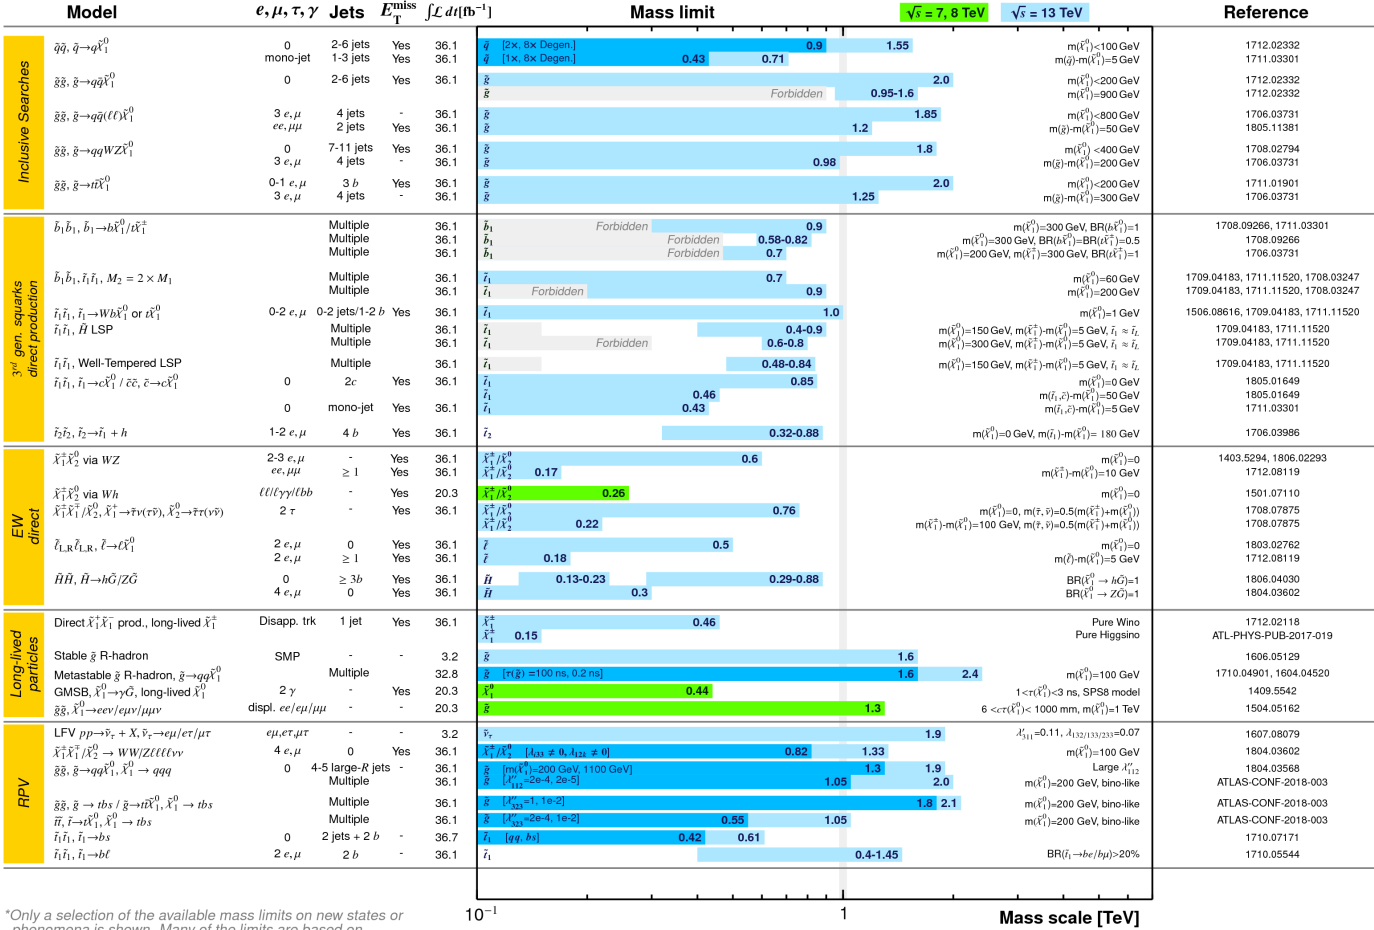 Model e, μ, τ, γ Jets E_T^miss ∫ℒ dt[fb⁻¹] Mass limit √s = 7, 8 TeV √s = 13 TeV Reference
Inclusive Searches
q̃q̃, q̃→qχ̃₁⁰ 0 2-6 jets Yes 36.1 q̃ [2×, 8× Degen.] 0.9 1.55 m(χ̃₁⁰)<100 GeV 1712.02332
mono-jet 1-3 jets Yes 36.1 q̃ [1×, 8× Degen.] 0.43 0.71 m(q̃)-m(χ̃₁⁰)=5 GeV 1711.03301
g̃g̃, g̃→qq̄χ̃₁⁰ 0 2-6 jets Yes 36.1 g̃ 2.0 m(χ̃₁⁰)<200 GeV 1712.02332
36.1 g̃ Forbidden 0.95-1.6 m(χ̃₁⁰)=900 GeV 1712.02332
g̃g̃, g̃→qq̄(ℓℓ)χ̃₁⁰ 3 e, μ 4 jets - 36.1 g̃ 1.85 m(χ̃₁⁰)<800 GeV 1706.03731
ee, μμ 2 jets Yes 36.1 g̃ 1.2 m(g̃)-m(χ̃₁⁰)=50 GeV 1805.11381
g̃g̃, g̃→qqWZχ̃₁⁰ 0 7-11 jets Yes 36.1 g̃ 1.8 m(χ̃₁⁰) <400 GeV 1708.02794
3 e, μ 4 jets - 36.1 g̃ 0.98 m(g̃)-m(χ̃₁⁰)=200 GeV 1706.03731
g̃g̃, g̃→tt̄χ̃₁⁰ 0-1 e, μ 3 b Yes 36.1 g̃ 2.0 m(χ̃₁⁰)<200 GeV 1711.01901
3 e, μ 4 jets - 36.1 g̃ 1.25 m(g̃)-m(χ̃₁⁰)=300 GeV 1706.03731
3rd gen. squarks
direct production
b̃₁b̃₁, b̃₁→bχ̃₁⁰/tχ̃₁± Multiple 36.1 b̃₁ Forbidden 0.9 m(χ̃₁⁰)=300 GeV, BR(bχ̃₁⁰)=1 1708.09266, 1711.03301
Multiple 36.1 b̃₁ Forbidden 0.58-0.82 m(χ̃₁⁰)=300 GeV, BR(bχ̃₁⁰)=BR(tχ̃₁±)=0.5 1708.09266
Multiple 36.1 b̃₁ Forbidden 0.7 m(χ̃₁⁰)=200 GeV, m(χ̃₁±)=300 GeV, BR(tχ̃₁±)=1 1706.03731
b̃₁b̃₁, t̃₁t̃₁, M₂ = 2 × M₁ Multiple 36.1 t̃₁ 0.7 m(χ̃₁⁰)=60 GeV 1709.04183, 1711.11520, 1708.03247
Multiple 36.1 t̃₁ Forbidden 0.9 m(χ̃₁⁰)=200 GeV 1709.04183, 1711.11520, 1708.03247
t̃₁t̃₁, t̃₁→Wbχ̃₁⁰ or tχ̃₁⁰ 0-2 e, μ 0-2 jets/1-2 b Yes 36.1 t̃₁ 1.0 m(χ̃₁⁰)=1 GeV 1506.08616, 1709.04183, 1711.11520
t̃₁t̃₁, H̃ LSP Multiple 36.1 t̃₁ 0.4-0.9 m(χ̃₁⁰)=150 GeV, m(χ̃₁±)-m(χ̃₁⁰)=5 GeV, t̃₁ ≈ t̃_L 1709.04183, 1711.11520
Multiple 36.1 t̃₁ Forbidden 0.6-0.8 m(χ̃₁⁰)=300 GeV, m(χ̃₁±)-m(χ̃₁⁰)=5 GeV, t̃₁ ≈ t̃_L 1709.04183, 1711.11520
t̃₁t̃₁, Well-Tempered LSP Multiple 36.1 t̃₁ 0.48-0.84 m(χ̃₁⁰)=150 GeV, m(χ̃₁±)-m(χ̃₁⁰)=5 GeV, t̃₁ ≈ t̃_L 1709.04183, 1711.11520
t̃₁t̃₁, t̃₁→cχ̃₁⁰ / c̃c̃, c̃→cχ̃₁⁰ 0 2c Yes 36.1 t̃₁ 0.85 m(χ̃₁⁰)=0 GeV 1805.01649
t̃₁ 0.46 m(t̃₁,c̃)-m(χ̃₁⁰)=50 GeV 1805.01649
0 mono-jet Yes 36.1 t̃₁ 0.43 m(t̃₁,c̃)-m(χ̃₁⁰)=5 GeV 1711.03301
t̃₂t̃₂, t̃₂→t̃₁ + h 1-2 e, μ 4 b Yes 36.1 t̃₂ 0.32-0.88 m(χ̃₁⁰)=0 GeV, m(t̃₁)-m(χ̃₁⁰)= 180 GeV 1706.03986
EW
direct
χ̃₁±χ̃₂⁰ via WZ 2-3 e, μ - Yes 36.1 χ̃₁±/χ̃₂⁰ 0.6 m(χ̃₁⁰)=0 1403.5294, 1806.02293
ee, μμ ≥ 1 Yes 36.1 χ̃₁±/χ̃₂⁰ 0.17 m(χ̃₁±)-m(χ̃₁⁰)=10 GeV 1712.08119
χ̃₁±χ̃₂⁰ via Wh ℓℓ/ℓγγ/ℓbb - Yes 20.3 χ̃₁±/χ̃₂⁰ 0.26 m(χ̃₁⁰)=0 1501.07110
χ̃₁±χ̃₁∓/χ̃₂⁰, χ̃₁⁺→τ̃ν(τν̃), χ̃₂⁰→τ̃τ(νν̃) 2 τ - Yes 36.1 χ̃₁±/χ̃₂⁰ 0.76 m(χ̃₁⁰)=0, m(τ̃, ν̃)=0.5(m(χ̃₁±)+m(χ̃₁⁰)) 1708.07875
χ̃₁±/χ̃₂⁰ 0.22 m(χ̃₁±)-m(χ̃₁⁰)=100 GeV, m(τ̃, ν̃)=0.5(m(χ̃₁±)+m(χ̃₁⁰)) 1708.07875
ℓ̃_L,R ℓ̃_L,R, ℓ̃→ℓχ̃₁⁰ 2 e, μ 0 Yes 36.1 ℓ̃ 0.5 m(χ̃₁⁰)=0 1803.02762
2 e, μ ≥ 1 Yes 36.1 ℓ̃ 0.18 m(ℓ̃)-m(χ̃₁⁰)=5 GeV 1712.08119
H̃H̃, H̃→hG̃/ZG̃ 0 ≥ 3b Yes 36.1 H̃ 0.13-0.23 0.29-0.88 BR(χ̃₁⁰ → hG̃)=1 1806.04030
4 e, μ 0 Yes 36.1 H̃ 0.3 BR(χ̃₁⁰ → ZG̃)=1 1804.03602
Long-lived
particles
Direct χ̃₁⁺χ̃₁⁻ prod., long-lived χ̃₁± Disapp. trk 1 jet Yes 36.1 χ̃₁± 0.46 Pure Wino 1712.02118
χ̃₁± 0.15 Pure Higgsino ATL-PHYS-PUB-2017-019
Stable g̃ R-hadron SMP - - 3.2 g̃ 1.6 1606.05129
Metastable g̃ R-hadron, g̃→qqχ̃₁⁰ Multiple 32.8 g̃ [τ(g̃) =100 ns, 0.2 ns] 1.6 2.4 m(χ̃₁⁰)=100 GeV 1710.04901, 1604.04520
GMSB, χ̃₁⁰→γG̃, long-lived χ̃₁⁰ 2 γ - Yes 20.3 χ̃₁⁰ 0.44 1<τ(χ̃₁⁰)<3 ns, SPS8 model 1409.5542
g̃g̃, χ̃₁⁰→eeν/eμν/μμν displ. ee/eμ/μμ - - 20.3 g̃ 1.3 6 <cτ(χ̃₁⁰)< 1000 mm, m(χ̃₁⁰)=1 TeV 1504.05162
RPV
LFV pp→ν̃τ + X, ν̃τ→eμ/eτ/μτ eμ,eτ,μτ - - 3.2 ν̃τ 1.9 λ′₃₁₁=0.11, λ₁₃₂/₁₃₃/₂₃₃=0.07 1607.08079
χ̃₁±χ̃₁∓/χ̃₂⁰ → WW/Zℓℓℓℓνν 4 e, μ 0 Yes 36.1 χ̃₁±/χ̃₂⁰ [λᵢ₃₃ ≠ 0, λ₁₂ₖ ≠ 0] 0.82 1.33 m(χ̃₁⁰)=100 GeV 1804.03602
g̃g̃, g̃→qqχ̃₁⁰, χ̃₁⁰ → qqq 0 4-5 large-R jets - 36.1 g̃ [m(χ̃₁⁰)=200 GeV, 1100 GeV] 1.3 1.9 Large λ″₁₁₂ 1804.03568
Multiple 36.1 g̃ [λ″₁₁₂=2e-4, 2e-5] 1.05 2.0 m(χ̃₁⁰)=200 GeV, bino-like ATLAS-CONF-2018-003
g̃g̃, g̃ → tbs / g̃→tt̄χ̃₁⁰, χ̃₁⁰ → tbs Multiple 36.1 g̃ [λ″₃₂₃=1, 1e-2] 1.8 2.1 m(χ̃₁⁰)=200 GeV, bino-like ATLAS-CONF-2018-003
t̃t̃, t̃→tχ̃₁⁰, χ̃₁⁰ → tbs Multiple 36.1 g̃ [λ″₃₂₃=2e-4, 1e-2] 0.55 1.05 m(χ̃₁⁰)=200 GeV, bino-like ATLAS-CONF-2018-003
t̃₁t̃₁, t̃₁→bs 0 2 jets + 2 b - 36.7 t̃₁ [qq, bs] 0.42 0.61 1710.07171
t̃₁t̃₁, t̃₁→bℓ 2 e, μ 2 b - 36.1 t̃₁ 0.4-1.45 BR(t̃₁→be/bμ)>20% 1710.05544
10⁻¹ 1 Mass scale [TeV]
*Only a selection of the available mass limits on new states or
phenomena is shown. Many of the limits are based on